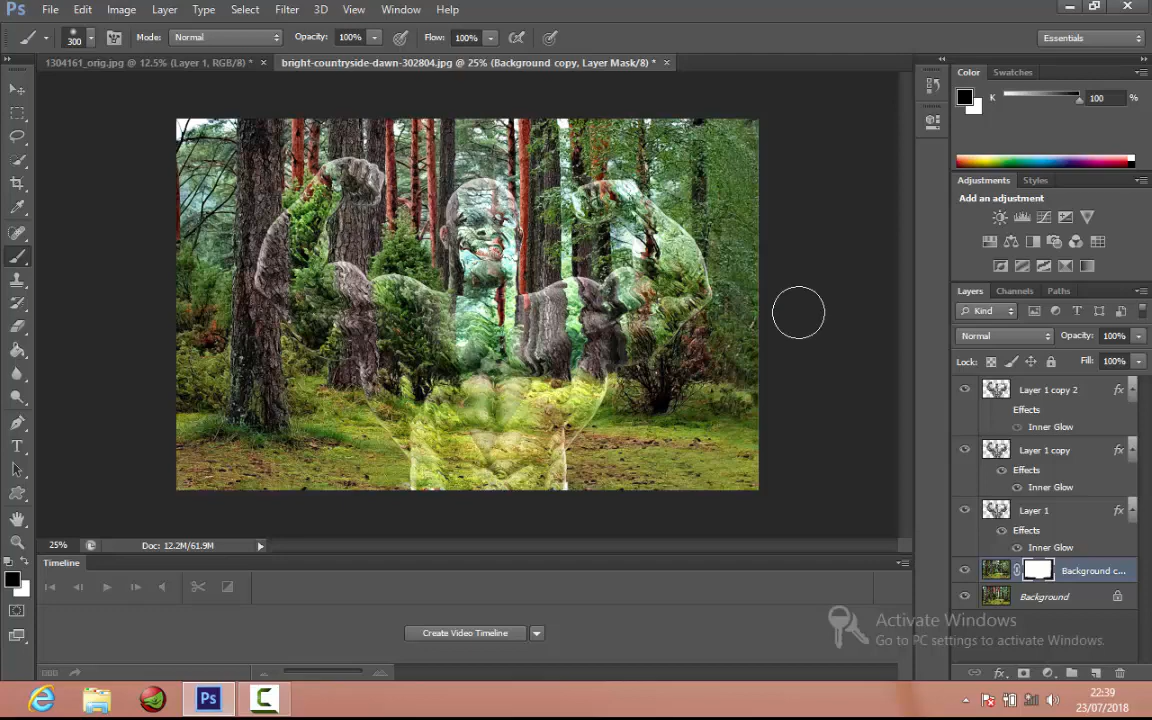 Ps File Edit Image Layer Type Select Filter 3D View Window Help
300 Mode: Normal Opacity: 100% Flow: 100% Essentials
1304161_orig.jpg @ 12.5% (Layer 1, RGB/8) * × bright-countryside-dawn-302804.jpg @ 25% (Background copy, Layer Mask/8) * ×
Color Swatches
K 100 %
Adjustments Styles
Add an adjustment
Layers Channels Paths
Kind
Normal Opacity: 100%
Lock: Fill: 100%
Layer 1 copy 2 fx
Effects
Inner Glow
Layer 1 copy fx
Effects
Inner Glow
Layer 1 fx
Effects
Inner Glow
Background c...
Background
25% Doc: 12.2M/61.9M
Timeline
Create Video Timeline
Activate Windows
Go to PC settings to activate Windows.
Ps
22:39
23/07/2018